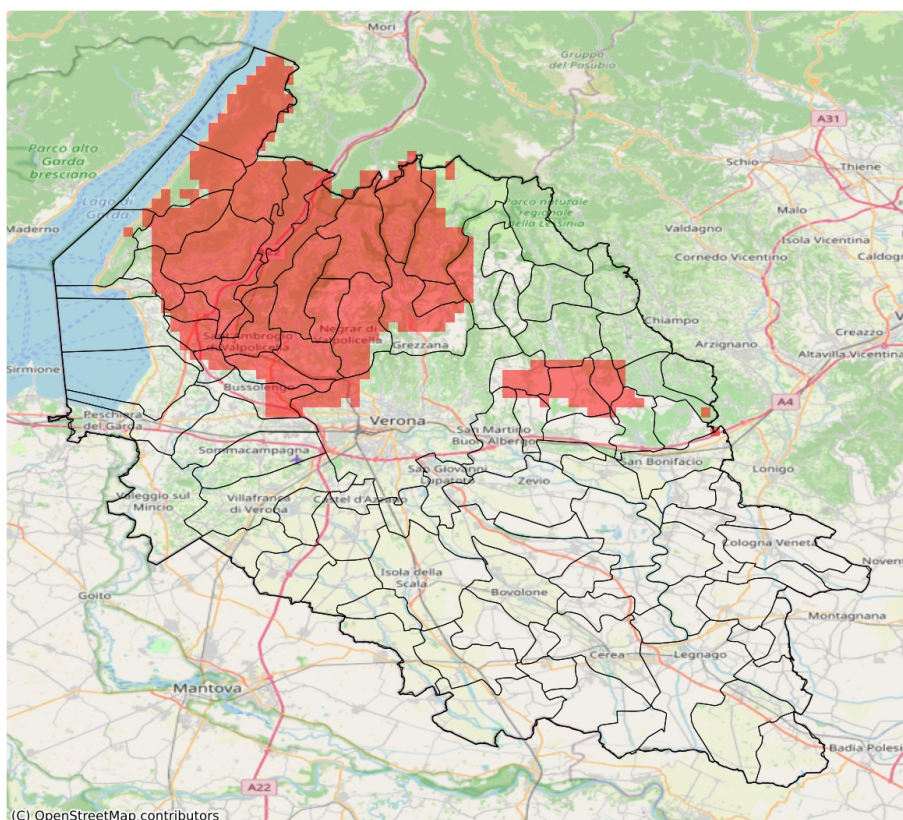 Mori
Gruppo
del Pasubio
A31
Parco alto
Garda
bresciano
Schio
Thiene
Lago di
Garda
Parco naturale
regionale
della Lessinia
Malo
Maderno
Valdagno
Isola Vicentina
Cornedo Vicentino
Caldogn
Chiampo
Sant'Ambrogio
di Valpolicella
Negrar di
Valpolicella
Grezzana
Arzignano
Creazzo
Altavilla Vicentina
Sirmione
Bussolengo
A4
Peschiera
del Garda
Verona
San Martino
Buon Albergo
Sommacampagna
San Giovanni
Lupatoto
San Bonifacio
Lonigo
Zevio
Valeggio sul
Mincio
Villafranca
di Verona
Castel d'Azzano
Cologna Veneta
Noven
Isola della
Scala
Goito
Bovolone
Montagnana
Cerea
Legnago
Mantova
Badia Polesi
A22
(C) OpenStreetMap contributors